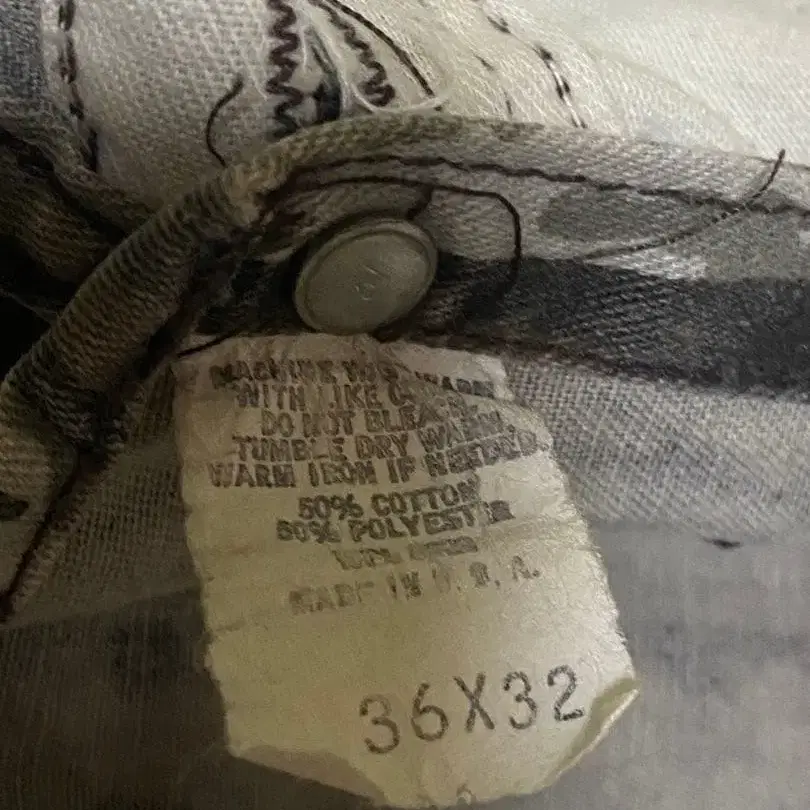 MACHINE WASH WARM
WITH LIKE
DO NOT BLEACH.
TUMBLE DRY WARM.
WARM IRON IF NEEDED
50% COTTON
50% POLYESTER
MADE IN U.S.A.
36X32